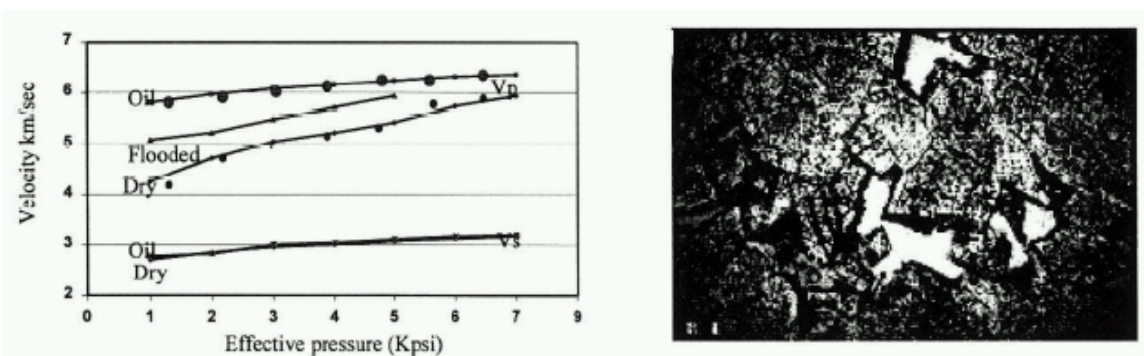 7
6
5
4
3
2
Velocity km/sec
Oil
Vp
Flooded
Dry
Oil
Vs
Dry
0 1 2 3 4 5 6 7 8 9
Effective pressure (Kpsi)